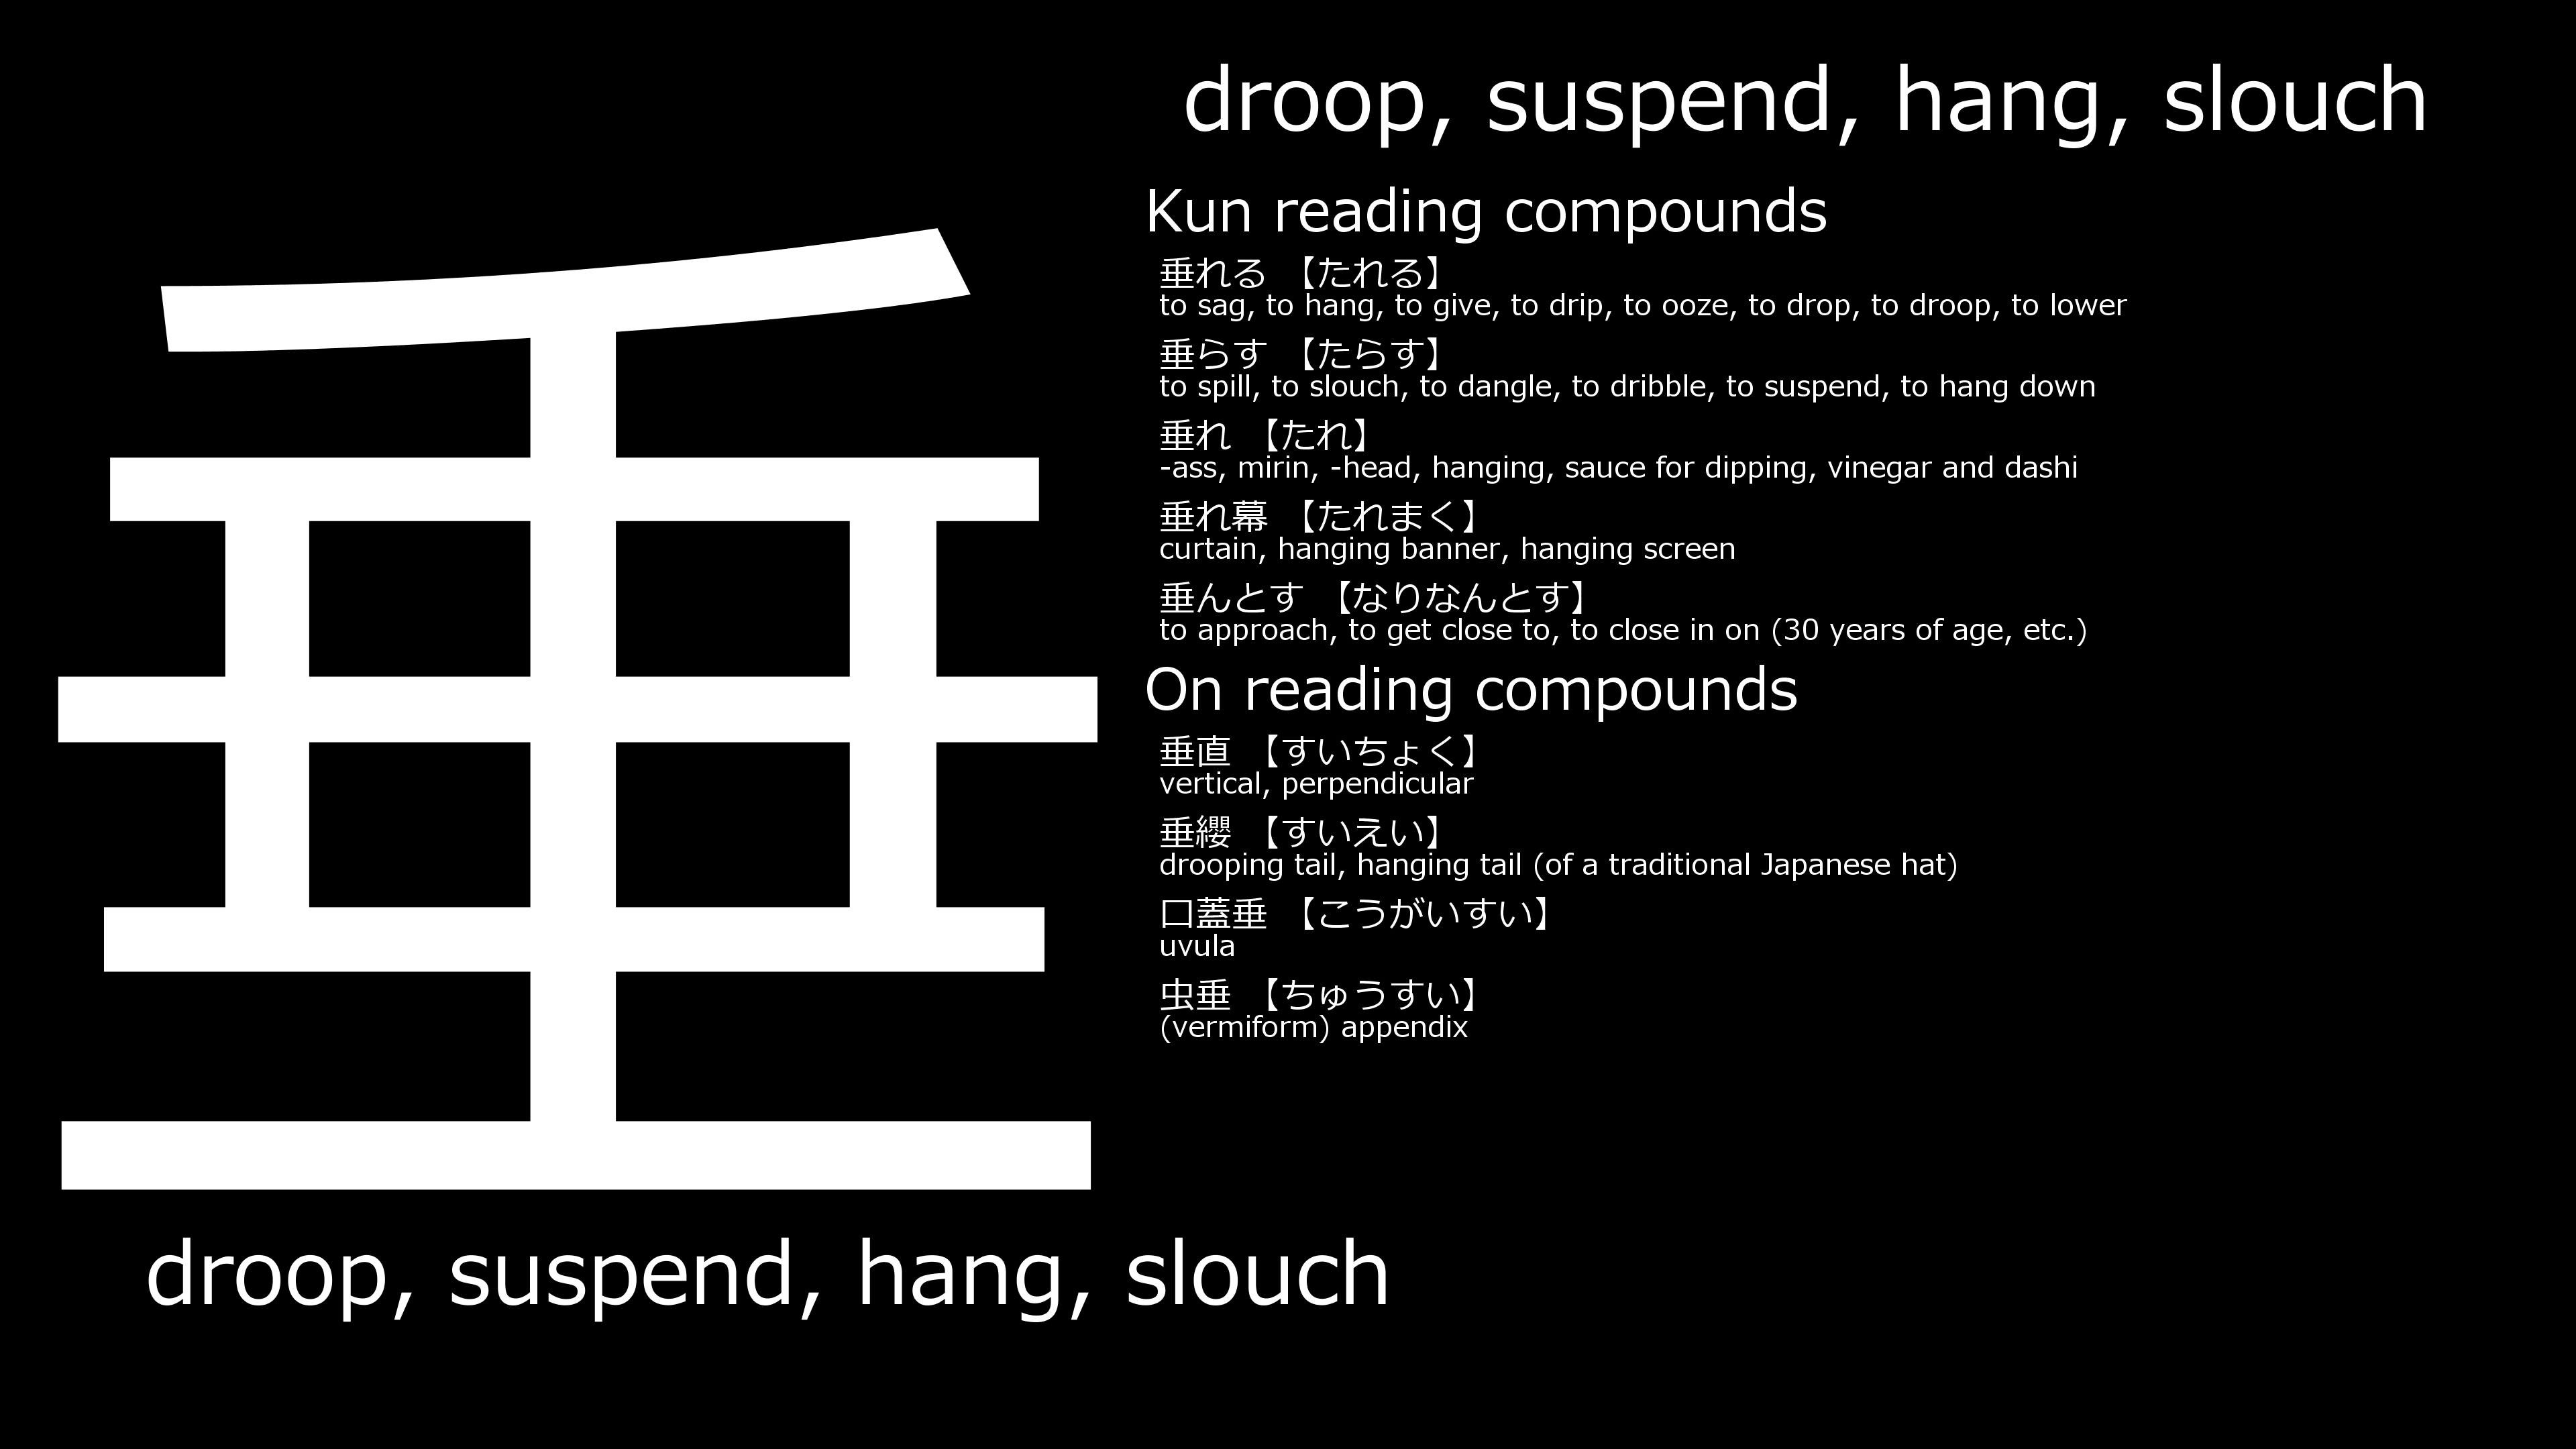 垂
droop, suspend, hang, slouch
droop, suspend, hang, slouch
Kun reading compounds
垂れる 【たれる】
to sag, to hang, to give, to drip, to ooze, to drop, to droop, to lower
垂らす 【たらす】
to spill, to slouch, to dangle, to dribble, to suspend, to hang down
垂れ 【たれ】
-ass, mirin, -head, hanging, sauce for dipping, vinegar and dashi
垂れ幕 【たれまく】
curtain, hanging banner, hanging screen
垂んとす 【なりなんとす】
to approach, to get close to, to close in on (30 years of age, etc.)
On reading compounds
垂直 【すいちょく】
vertical, perpendicular
垂纓 【すいえい】
drooping tail, hanging tail (of a traditional Japanese hat)
口蓋垂 【こうがいすい】
uvula
虫垂 【ちゅうすい】
(vermiform) appendix